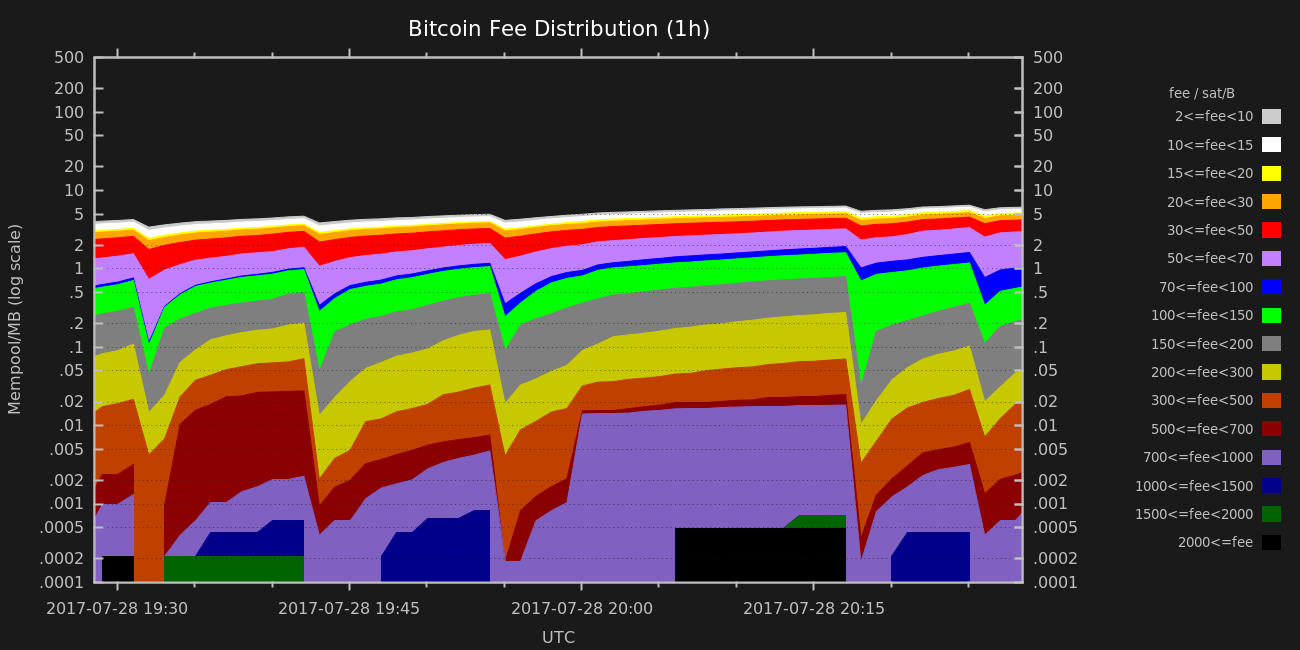 Bitcoin Fee Distribution (1h)
Mempool/MB (log scale)
500
200
100
50
20
10
5
2
1
.5
.2
.1
.05
.02
.01
.005
.002
.001
.0005
.0002
.0001
500
200
100
50
20
10
5
2
1
.5
.2
.1
.05
.02
.01
.005
.002
.001
.0005
.0002
.0001
2017-07-28 19:30 2017-07-28 19:45 2017-07-28 20:00 2017-07-28 20:15
UTC
fee / sat/B
2<=fee<10
10<=fee<15
15<=fee<20
20<=fee<30
30<=fee<50
50<=fee<70
70<=fee<100
100<=fee<150
150<=fee<200
200<=fee<300
300<=fee<500
500<=fee<700
700<=fee<1000
1000<=fee<1500
1500<=fee<2000
2000<=fee